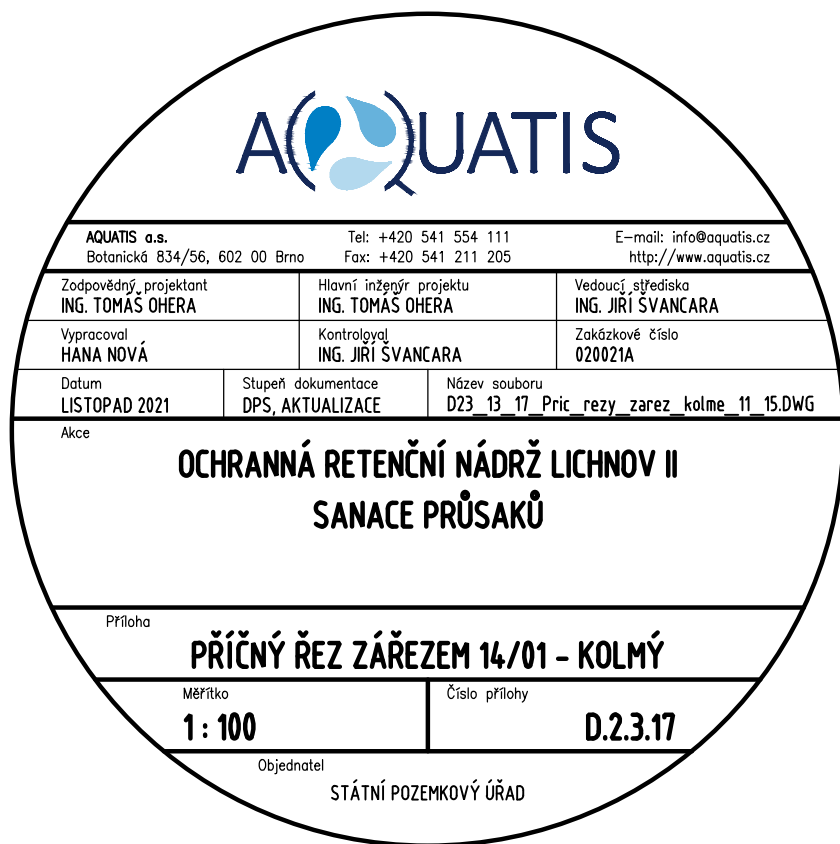 AQUATIS
AQUATIS a.s.
Botanická 834/56, 602 00 Brno
Tel: +420 541 554 111
Fax: +420 541 211 205
E-mail: info@aquatis.cz
http://www.aquatis.cz
Zodpovědný projektant
ING. TOMÁŠ OHERA
Hlavní inženýr projektu
ING. TOMÁŠ OHERA
Vedoucí střediska
ING. JIŘÍ ŠVANCARA
Vypracoval
HANA NOVÁ
Kontroloval
ING. JIŘÍ ŠVANCARA
Zakázkové číslo
020021A
Datum
LISTOPAD 2021
Stupeň dokumentace
DPS, AKTUALIZACE
Název souboru
D23_13_17_Pric_rezy_zarez_kolme_11_15.DWG
Akce
OCHRANNÁ RETENČNÍ NÁDRŽ LICHNOV II
SANACE PRŮSAKŮ
Příloha
PŘÍČNÝ ŘEZ ZÁŘEZEM 14/01 - KOLMÝ
Měřítko
1 : 100
Číslo přílohy
D.2.3.17
Objednatel
STÁTNÍ POZEMKOVÝ ÚŘAD